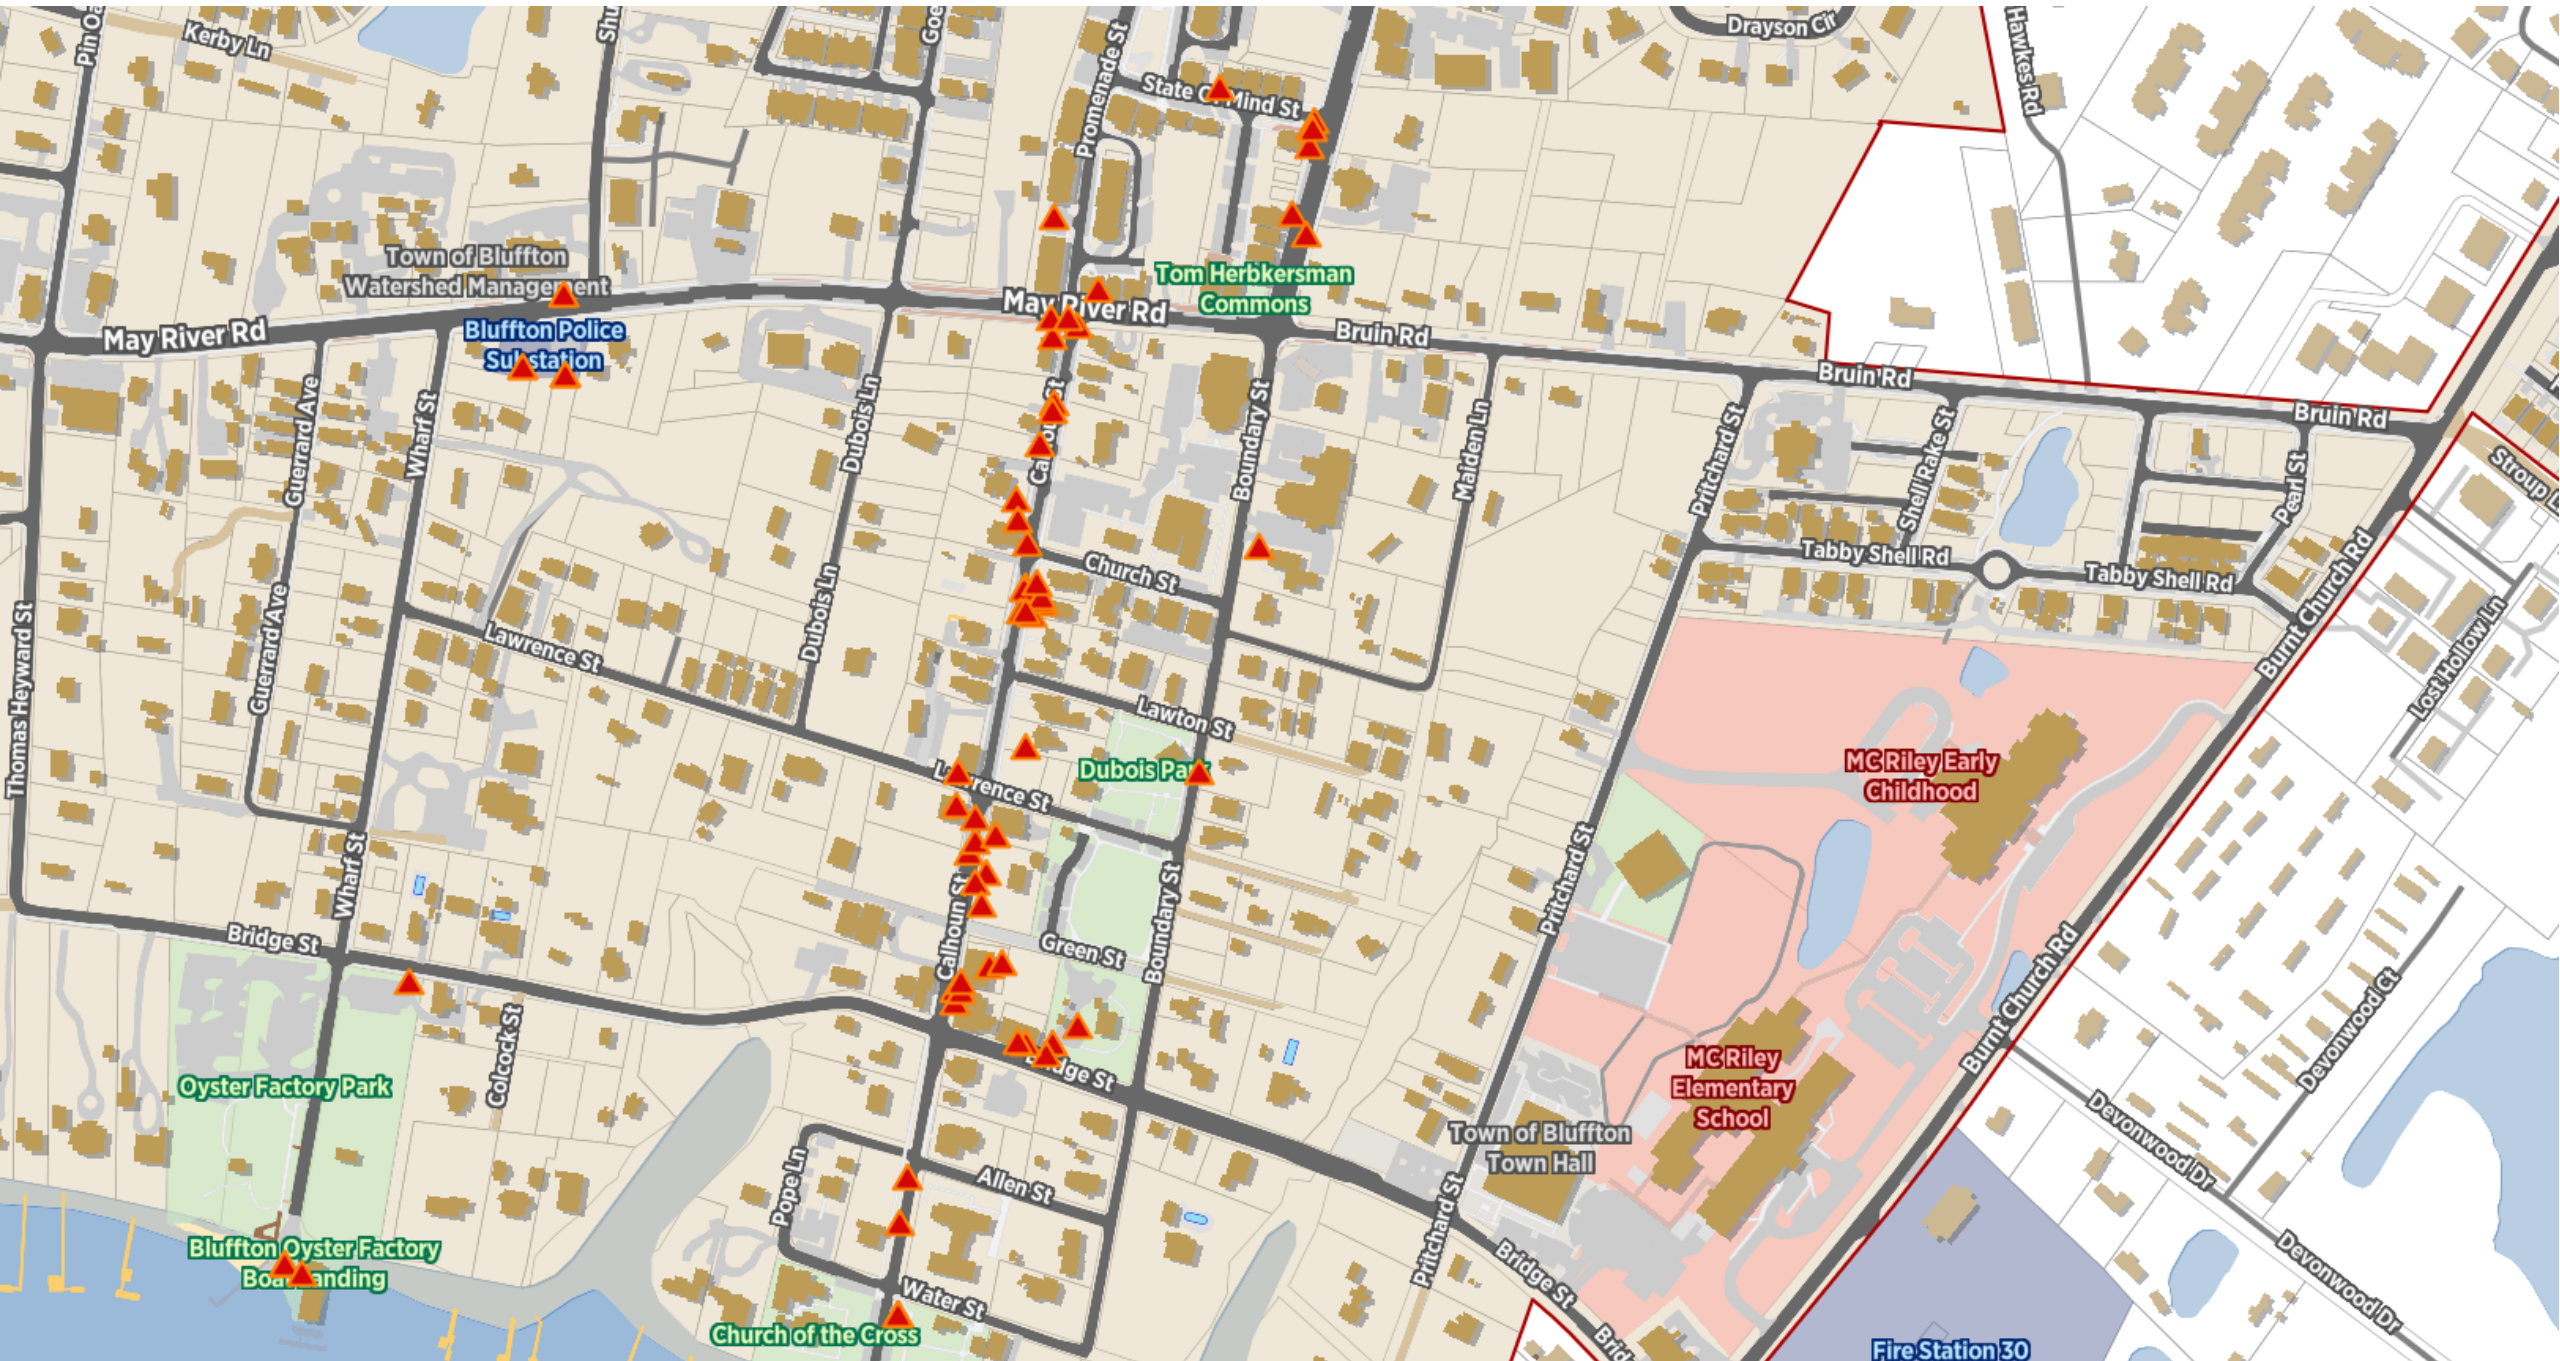 Kerby Ln
Drayson Cir
Hawkes Rd
Promenade St
State Mind St
Town of Bluffton
Watershed Management
Tom Herbkersman
Commons
May River Rd
Bluffton Police
May River Rd
Bruin Rd
Bruin Rd
Bruin Rd
Guerrard Ave
Wharf St
Dubois Ln
Boundary St
Maiden Ln
Pritchard St
Shell Rake St
Pearl St
Stroup
Church St
Tabby Shell Rd
Tabby Shell Rd
Burnt Church Rd
Lost Hollow Ln
Thomas Heyward St
Guerrard Ave
Lawrence St
Dubois Ln
Lawton St
Dubois Park
Lawrence St
MC Riley Early
Childhood
Wharf St
Bridge St
Calhoun St
Green St
Boundary St
Pritchard St
Burnt Church Rd
Devonwood Ct
Colcock St
Oyster Factory Park
Bridge St
MC Riley
Elementary
School
Town of Bluffton
Town Hall
Devonwood Dr
Pope Ln
Allen St
Pritchard St
Bluffton Oyster Factory
Boat Landing
Bridge St
Devonwood Dr
Water St
Church of the Cross
Fire Station 30